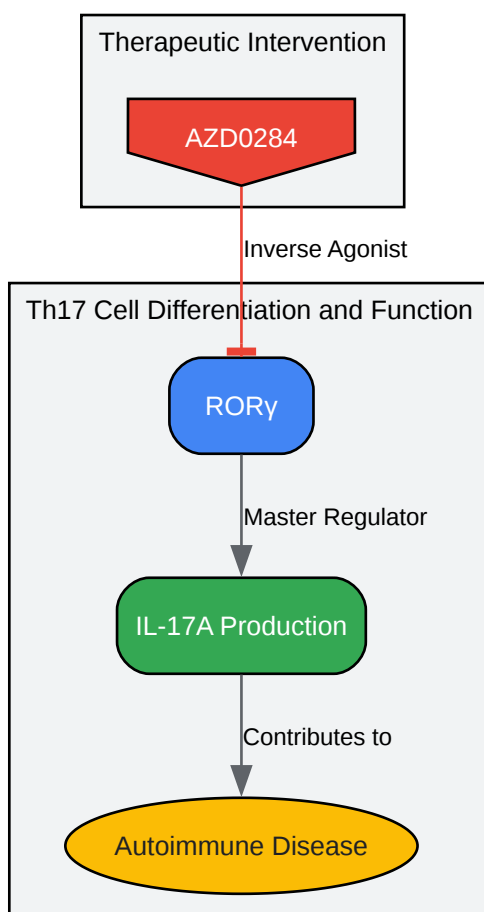 Therapeutic Intervention
AZD0284
Inverse Agonist
Th17 Cell Differentiation and Function
RORγ
Master Regulator
IL-17A Production
Contributes to
Autoimmune Disease